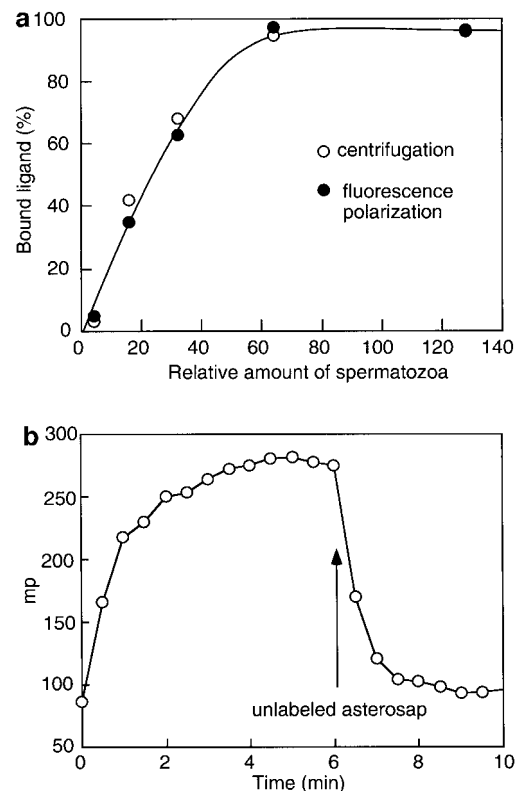 a
100
80
60
40
20
0
Bound ligand (%)
centrifugation
fluorescence
polarization
0 20 40 60 80 100 120 140
Relative amount of spermatozoa
b
300
250
200
150
100
50
mp
unlabeled asterosap
0 2 4 6 8 10
Time (min)